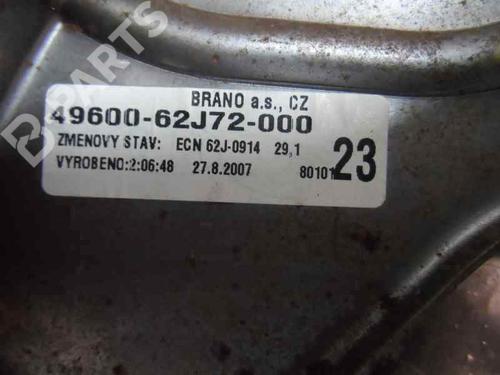 B-PARTS
BRANO a.s., CZ
49600-62J72-000
ZMENOVY STAV: ECN 62J-0914 29,1
VYROBENO:2:06:48 27.8.2007 80101 23